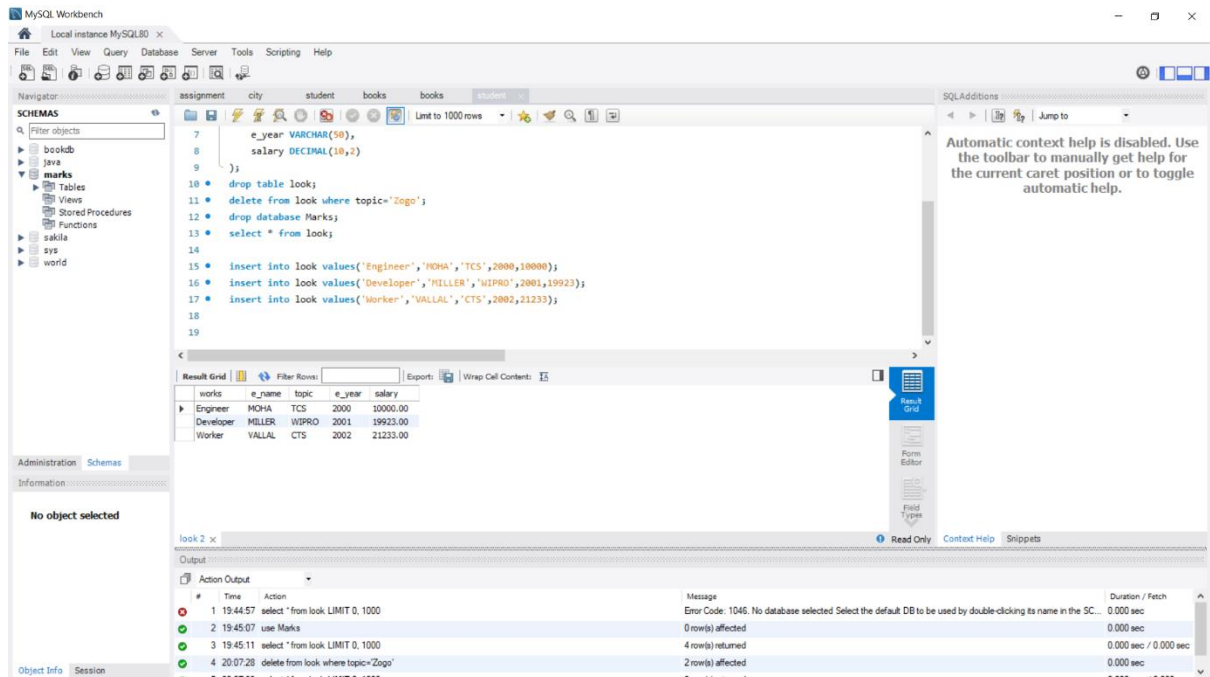 MySQL Workbench
Local instance MySQL80 ×
File Edit View Query Database Server Tools Scripting Help
Navigator
SCHEMAS
Filter objects
bookdb
java
marks
Tables
Views
Stored Procedures
Functions
sakila
sys
world
Administration Schemas
Information
No object selected
Object Info Session
assignment city student books books student ×
Limit to 1000 rows
7 e_year VARCHAR(50),
8 salary DECIMAL(10,2)
9 );
10 drop table look;
11 delete from look where topic='Zogo';
12 drop database Marks;
13 select * from look;
14
15 insert into look values('Engineer','MOHA','TCS',2000,10000);
16 insert into look values('Developer','MILLER','WIPRO',2001,19923);
17 insert into look values('Worker','VALLAL','CTS',2002,21233);
18
19
Result Grid Filter Rows: Export: Wrap Cell Content:
works e_name topic e_year salary
Engineer MOHA TCS 2000 10000.00
Developer MILLER WIPRO 2001 19923.00
Worker VALLAL CTS 2002 21233.00
Result
Grid
Form
Editor
Field
Types
look 2 ×
Read Only
SQLAdditions
Jump to
Automatic context help is disabled. Use
the toolbar to manually get help for
the current caret position or to toggle
automatic help.
Context Help Snippets
Output
Action Output
# Time Action Message Duration / Fetch
1 19:44:57 select * from look LIMIT 0, 1000 Error Code: 1046. No database selected Select the default DB to be used by double-clicking its name in the SC... 0.000 sec
2 19:45:07 use Marks 0 row(s) affected 0.000 sec
3 19:45:11 select * from look LIMIT 0, 1000 4 row(s) returned 0.000 sec / 0.000 sec
4 20:07:28 delete from look where topic='Zogo' 2 row(s) affected 0.000 sec